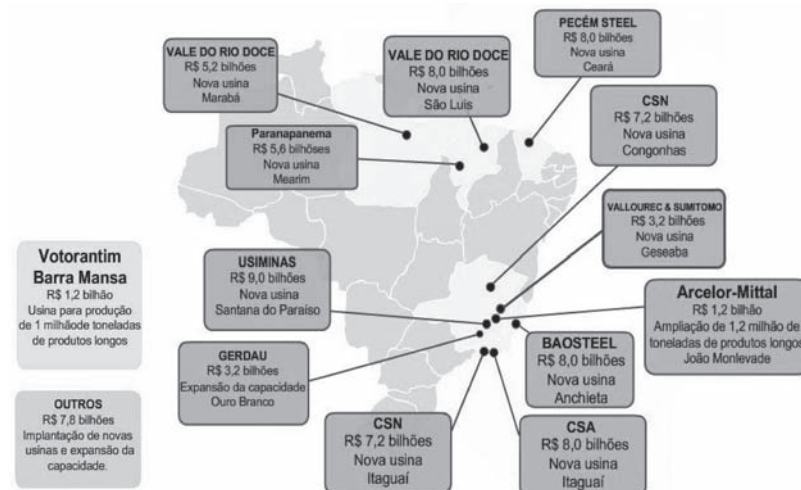 VALE DO RIO DOCE
R$ 5,2 bilhões
Nova usina
Marabá
VALE DO RIO DOCE
R$ 8,0 bilhões
Nova usina
São Luis
PECÉM STEEL
R$ 8,0 bilhões
Nova usina
Ceará
Paranapanema
R$ 5,6 bilhõses
Nova usina
Mearim
CSN
R$ 7,2 bilhões
Nova usina
Congonhas
VALLOUREC & SUMITOMO
R$ 3,2 bilhões
Nova usina
Geseaba
Votorantim
Barra Mansa
R$ 1,2 bilhão
Usina para produção
de 1 milhãode toneladas
de produtos longos
USIMINAS
R$ 9,0 bilhões
Nova usina
Santana do Paraíso
Arcelor-Mittal
R$ 1,2 bilhão
Ampliação de 1,2 milhão de
toneladas de produtos longos
João Monlevade
GERDAU
R$ 3,2 bilhões
Expansão da capacidade
Ouro Branco
BAOSTEEL
R$ 8,0 bilhões
Nova usina
Anchieta
OUTROS
R$ 7,8 bilhões
Implantação de novas
usinas e expansão da
capacidade.
CSN
R$ 7,2 bilhões
Nova usina
Itaguaí
CSA
R$ 8,0 bilhões
Nova usina
Itaguaí